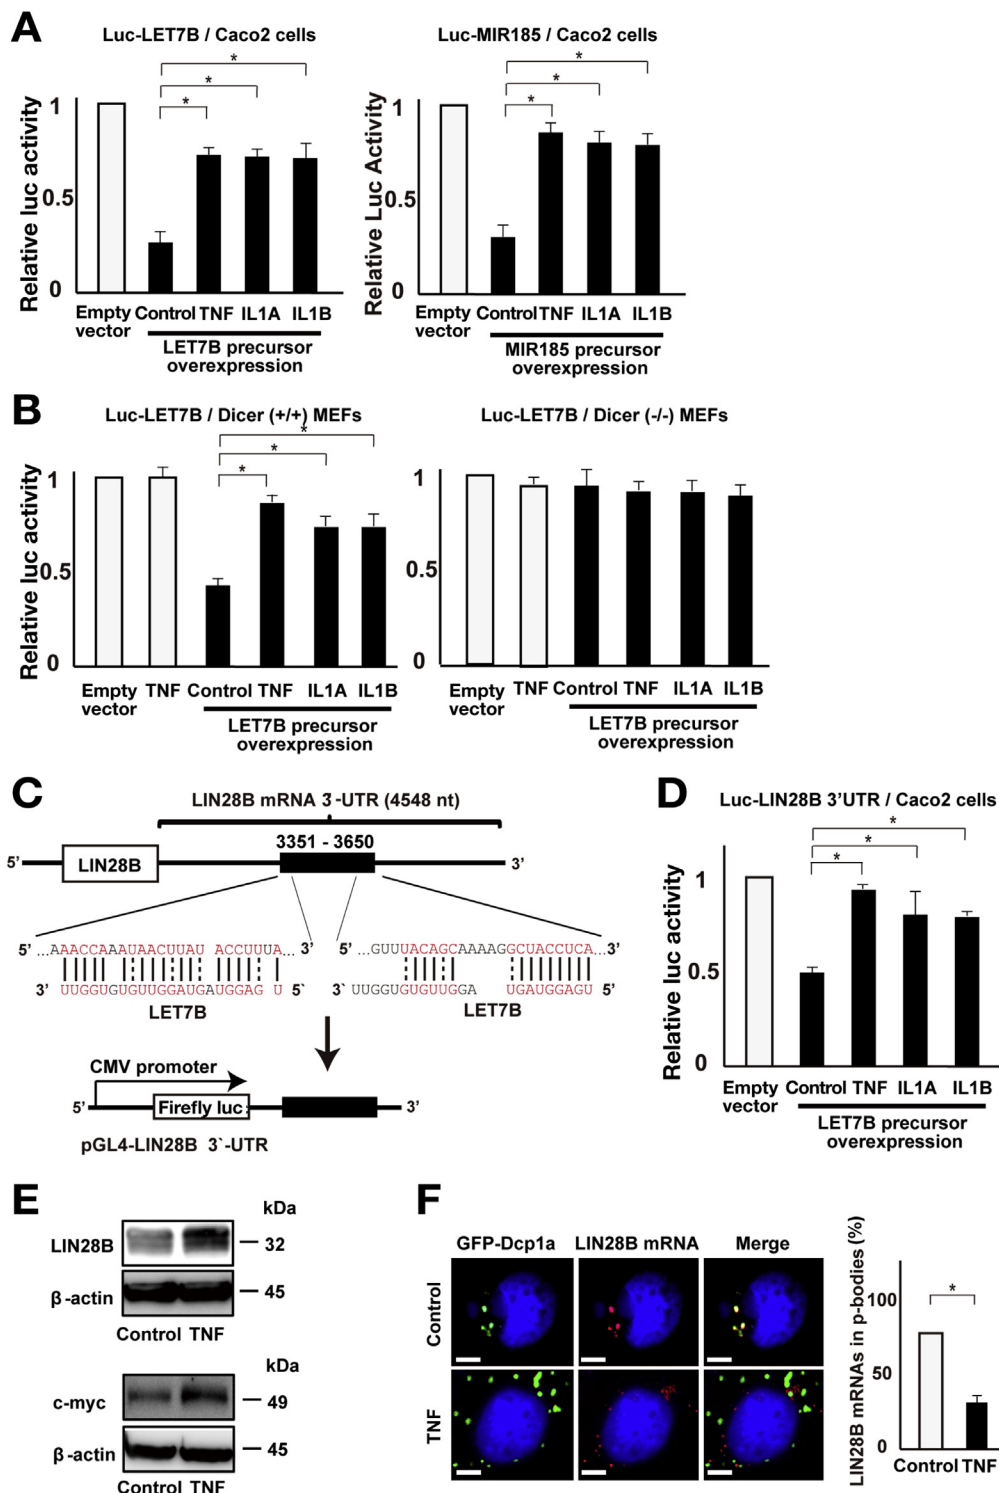 A
Luc-LET7B / Caco2 cells
*
*
*
Relative luc activity
1
0.5
0
Empty vector
Control TNF IL1A IL1B
LET7B precursor
overexpression
Luc-MIR185 / Caco2 cells
*
*
*
Relative Luc Activity
1
0.5
0
Empty vector
Control TNF IL1A IL1B
MIR185 precursor
overexpression
B
Luc-LET7B / Dicer (+/+) MEFs
*
*
*
Relative luc activity
1
0.5
0
Empty vector
TNF Control TNF IL1A IL1B
LET7B precursor
overexpression
Luc-LET7B / Dicer (-/-) MEFs
1
0.5
0
Empty vector
TNF Control TNF IL1A IL1B
LET7B precursor
overexpression
C
LIN28B mRNA 3'-UTR (4548 nt)
3351 - 3650
5' LIN28B 3'
5' ...AAACCAAAUAACUUAU ACCUUUA... 3'
3' UUGGUGUGUUGGAUGAUGGAG U 5`
LET7B
5' ...GUUUACAGCAAAAGGCUACCUCA... 3'
3` UUGGUGUGUUGGA UGAUGGAGU 5'
LET7B
CMV promoter
5' Firefly luc 3'
pGL4-LIN28B 3`-UTR
D
Luc-LIN28B 3'UTR / Caco2 cells
*
*
*
Relative luc activity
1
0.5
0
Empty vector
Control TNF IL1A IL1B
LET7B precursor
overexpression
E
kDa
LIN28B 32
β-actin 45
Control TNF
kDa
c-myc 49
β-actin 45
Control TNF
F
GFP-Dcp1a LIN28B mRNA Merge
Control
TNF
LIN28B mRNAs in p-bodies (%)
*
100
50
0
Control TNF